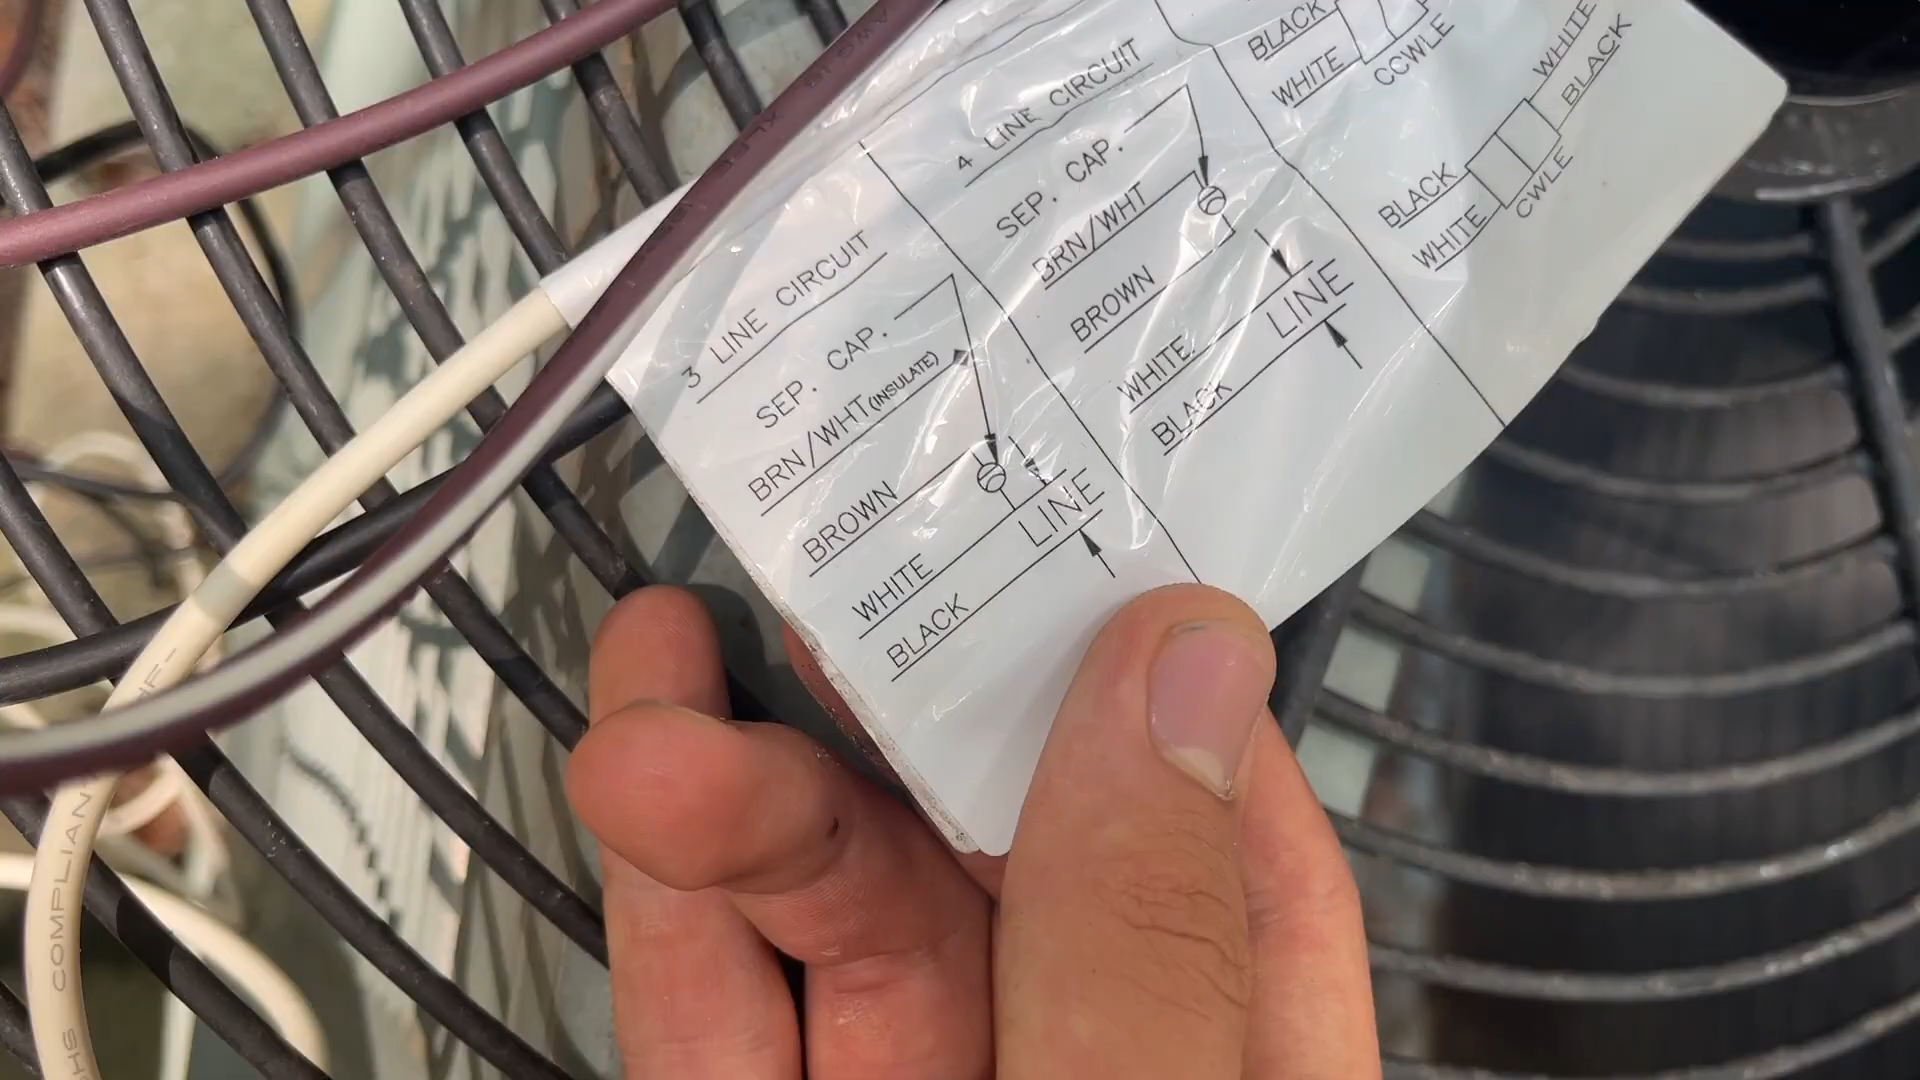 3 LINE CIRCUIT
SEP. CAP.
BRN/WHT(INSULATE)
BROWN
WHITE
BLACK
LINE
4 LINE CIRCUIT
SEP. CAP.
BRN/WHT
BROWN
WHITE
BLACK
LINE
BLACK
WHITE
CCWLE
WHITE
BLACK
BLACK
WHITE
CWLE
AWG
COMPLIAN